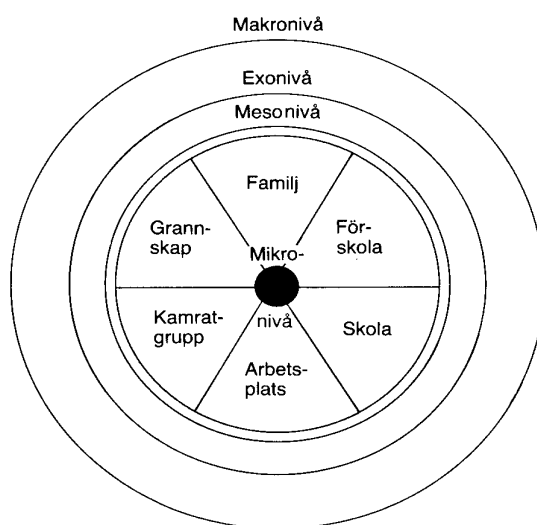 Makronivå
Exonivå
Mesonivå
Familj
Grann-
skap
För-
skola
Mikro-
nivå
Kamrat-
grupp
Skola
Arbets-
plats